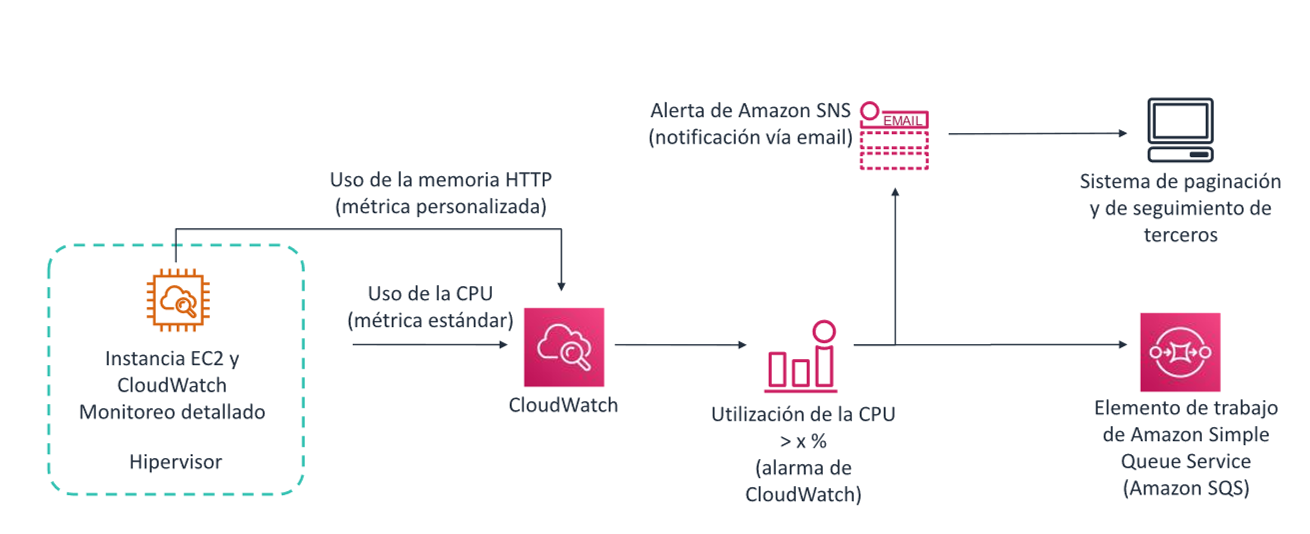 Alerta de Amazon SNS
(notificación vía email)
EMAIL
Sistema de paginación
y de seguimiento de
terceros
Uso de la memoria HTTP
(métrica personalizada)
Uso de la CPU
(métrica estándar)
Instancia EC2 y
CloudWatch
Monitoreo detallado
Hipervisor
CloudWatch
Utilización de la CPU
> x %
(alarma de
CloudWatch)
Elemento de trabajo
de Amazon Simple
Queue Service
(Amazon SQS)